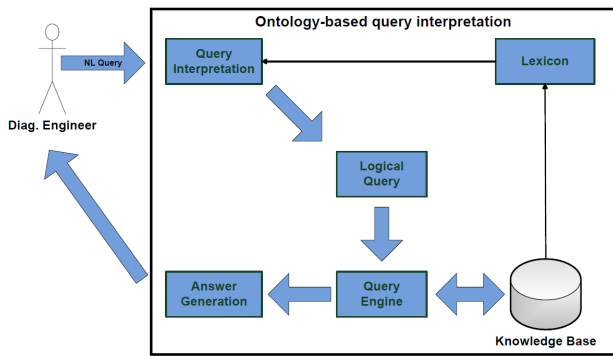 Ontology-based query interpretation
NL Query
Diag. Engineer
Query
Interpretation
Lexicon
Logical
Query
Answer
Generation
Query
Engine
Knowledge Base